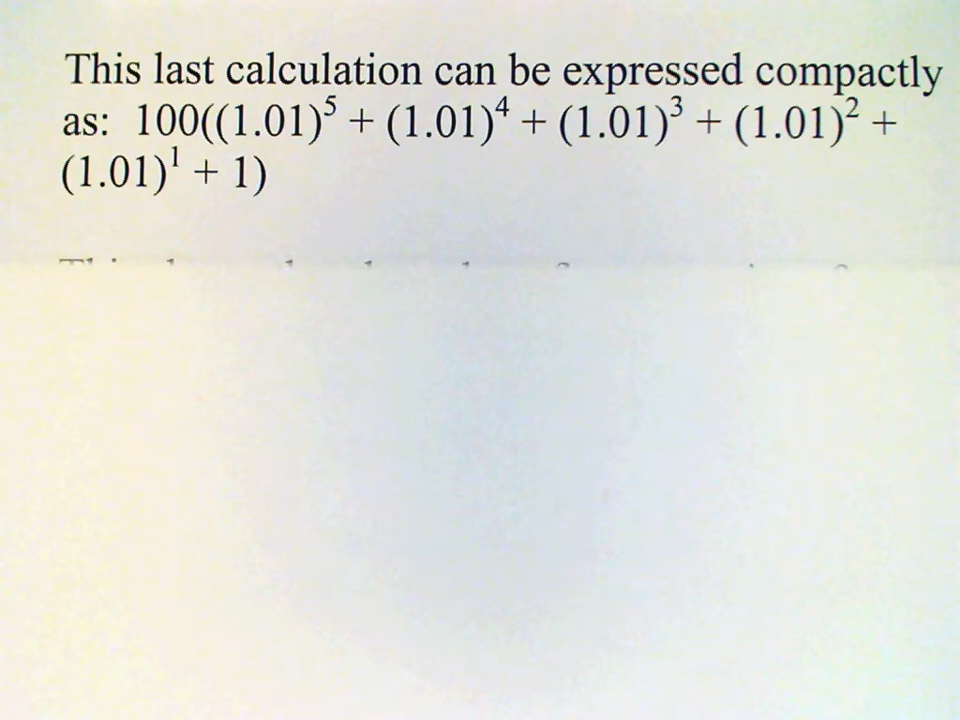 This last calculation can be expressed compactly
as: 100((1.01)⁵ + (1.01)⁴ + (1.01)³ + (1.01)² +
(1.01)¹ + 1)